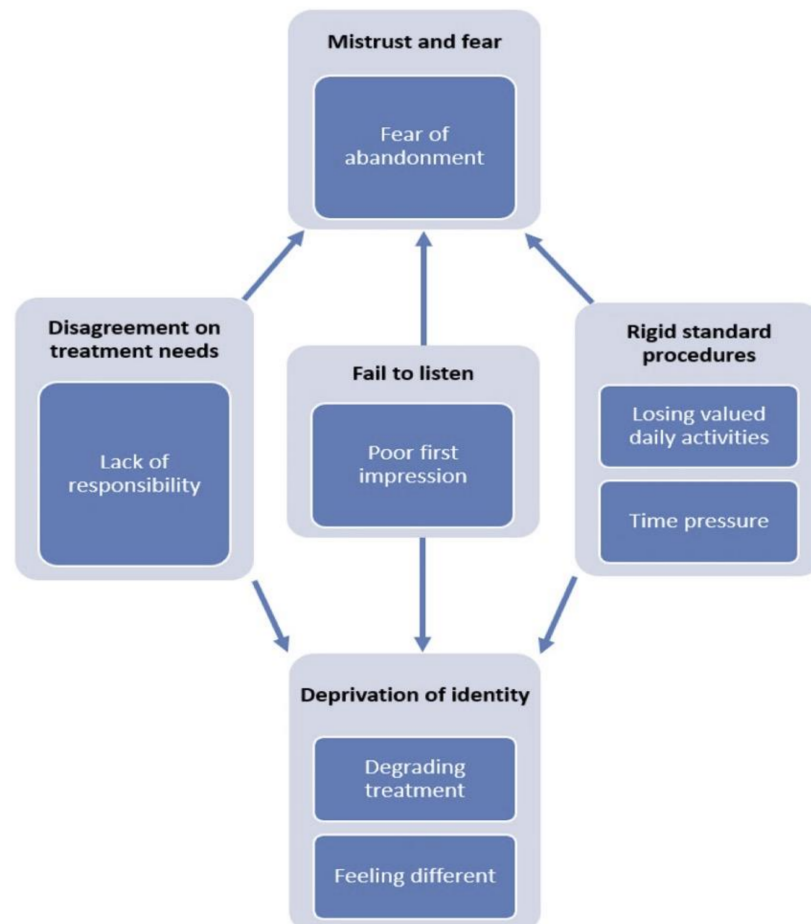 Mistrust and fear
Fear of
abandonment
Disagreement on
treatment needs
Lack of
responsibility
Fail to listen
Poor first
impression
Rigid standard
procedures
Losing valued
daily activities
Time pressure
Deprivation of identity
Degrading
treatment
Feeling different